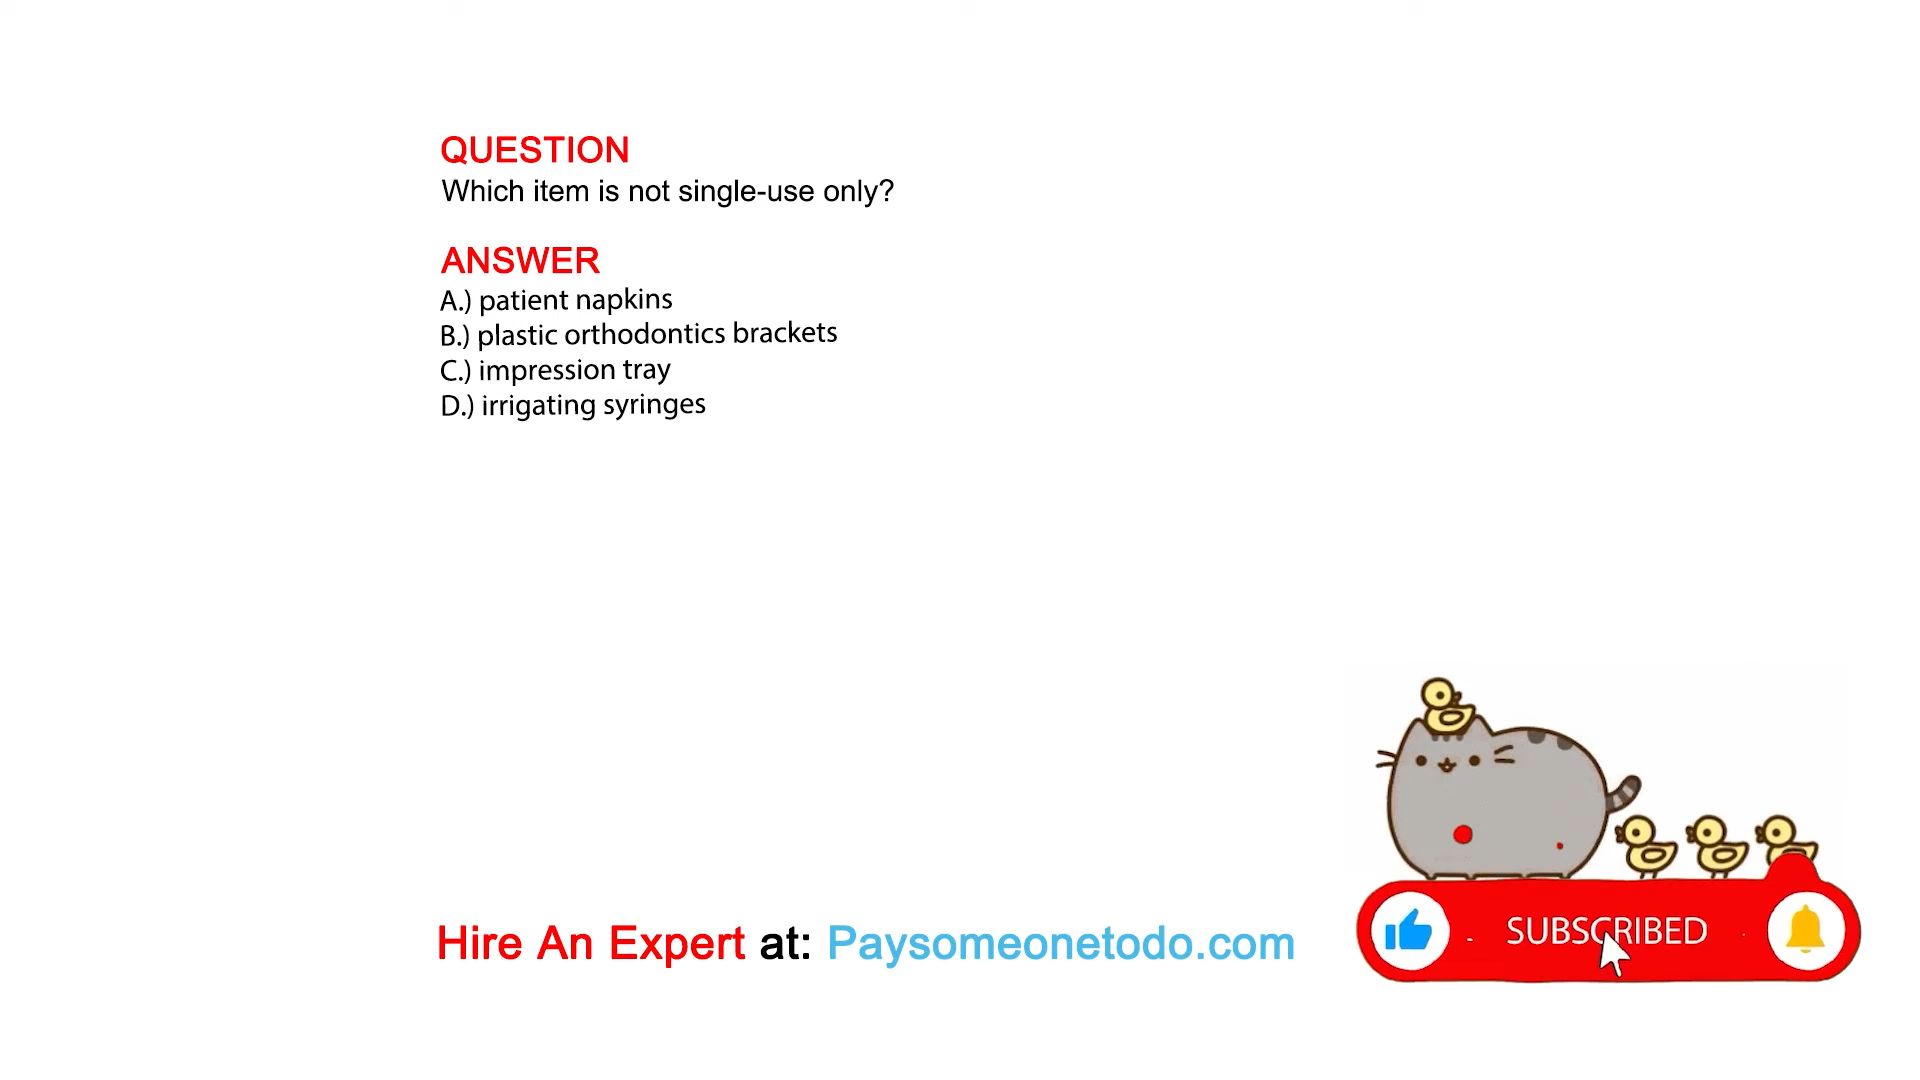 QUESTION
Which item is not single-use only?
ANSWER
A.) patient napkins
B.) plastic orthodontics brackets
C.) impression tray
D.) irrigating syringes
Hire An Expert at: Paysomeonetodo.com
SUBSCRIBED